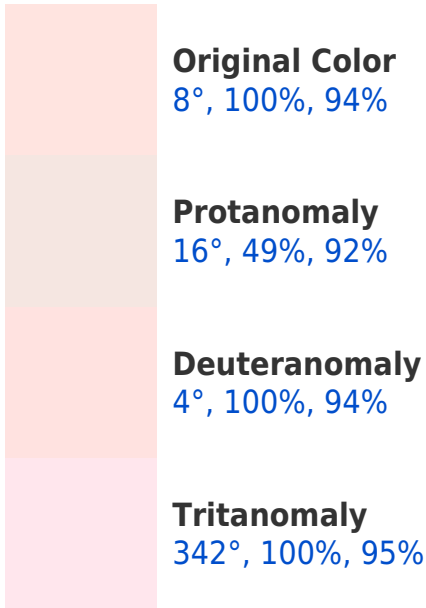 Original Color
8°, 100%, 94%
Protanomaly
16°, 49%, 92%
Deuteranomaly
4°, 100%, 94%
Tritanomaly
342°, 100%, 95%